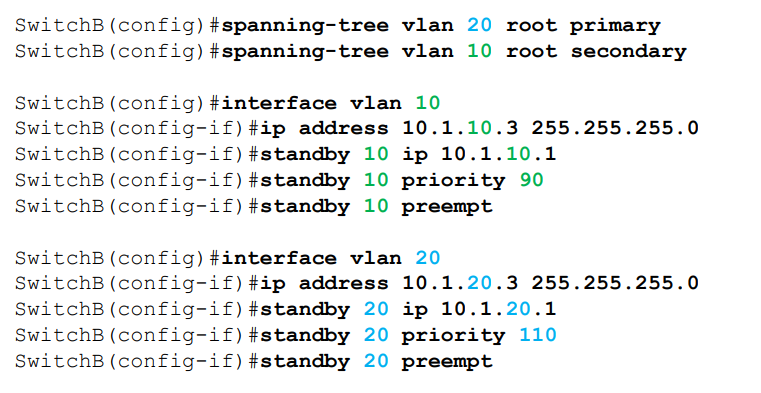 SwitchB(config)#spanning-tree vlan 20 root primary
SwitchB(config)#spanning-tree vlan 10 root secondary
SwitchB(config)#interface vlan 10
SwitchB(config-if)#ip address 10.1.10.3 255.255.255.0
SwitchB(config-if)#standby 10 ip 10.1.10.1
SwitchB(config-if)#standby 10 priority 90
SwitchB(config-if)#standby 10 preempt
SwitchB(config)#interface vlan 20
SwitchB(config-if)#ip address 10.1.20.3 255.255.255.0
SwitchB(config-if)#standby 20 ip 10.1.20.1
SwitchB(config-if)#standby 20 priority 110
SwitchB(config-if)#standby 20 preempt